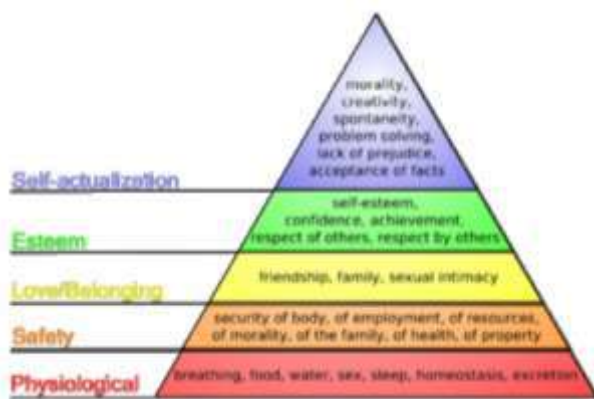 morality,
creativity,
spontaneity,
problem solving,
lack of prejudice,
acceptance of facts
Self-actualization
self-esteem,
confidence, achievement,
respect of others, respect by others
Esteem
friendship, family, sexual intimacy
Love/Belonging
security of body, of employment, of resources,
of morality, of the family, of health, of property
Safety
breathing, food, water, sex, sleep, homeostasis, excretion
Physiological